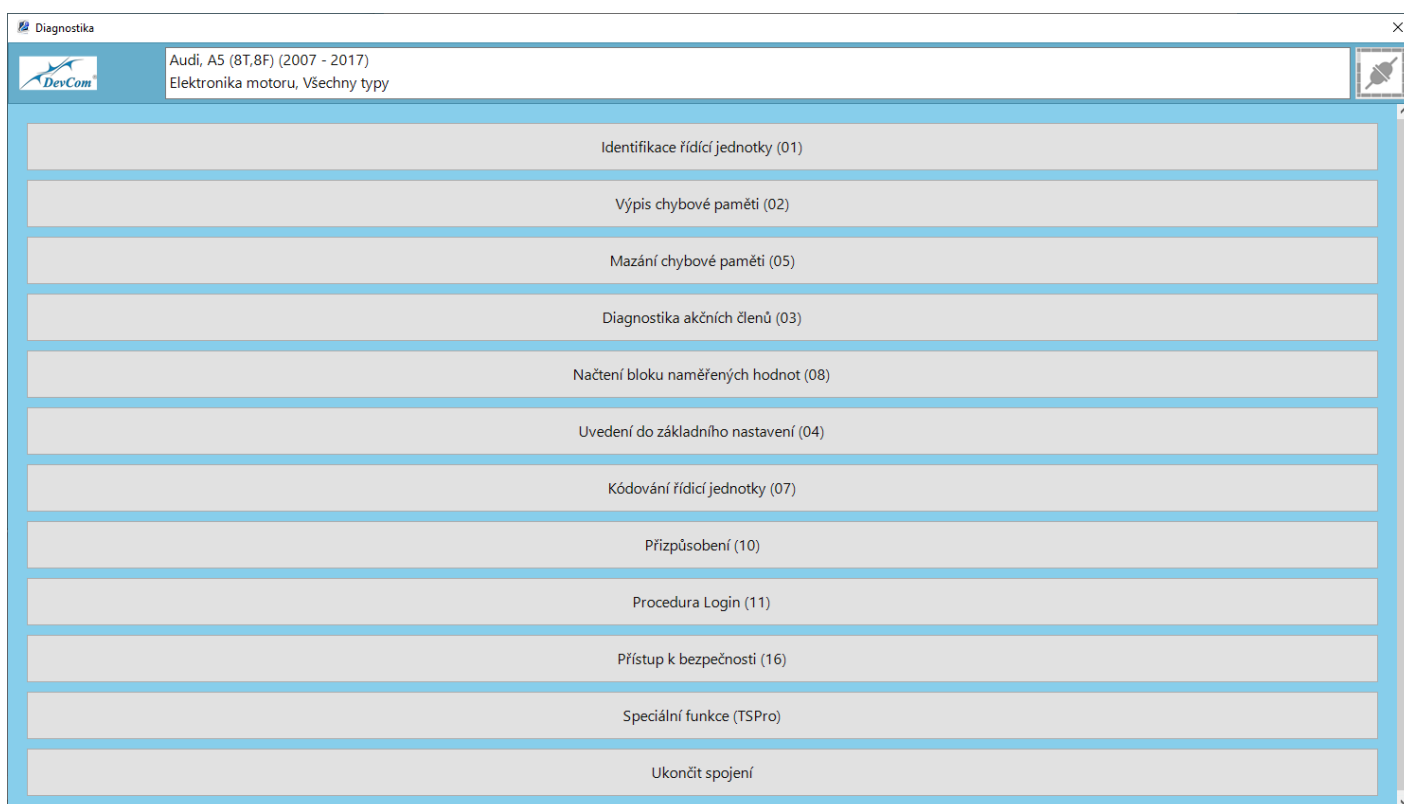 Diagnostika
DevCom
Audi, A5 (8T,8F) (2007 - 2017)
Elektronika motoru, Všechny typy
Identifikace řídící jednotky (01)
Výpis chybové paměti (02)
Mazání chybové paměti (05)
Diagnostika akčních členů (03)
Načtení bloku naměřených hodnot (08)
Uvedení do základního nastavení (04)
Kódování řídicí jednotky (07)
Přizpůsobení (10)
Procedura Login (11)
Přístup k bezpečnosti (16)
Speciální funkce (TSPro)
Ukončit spojení